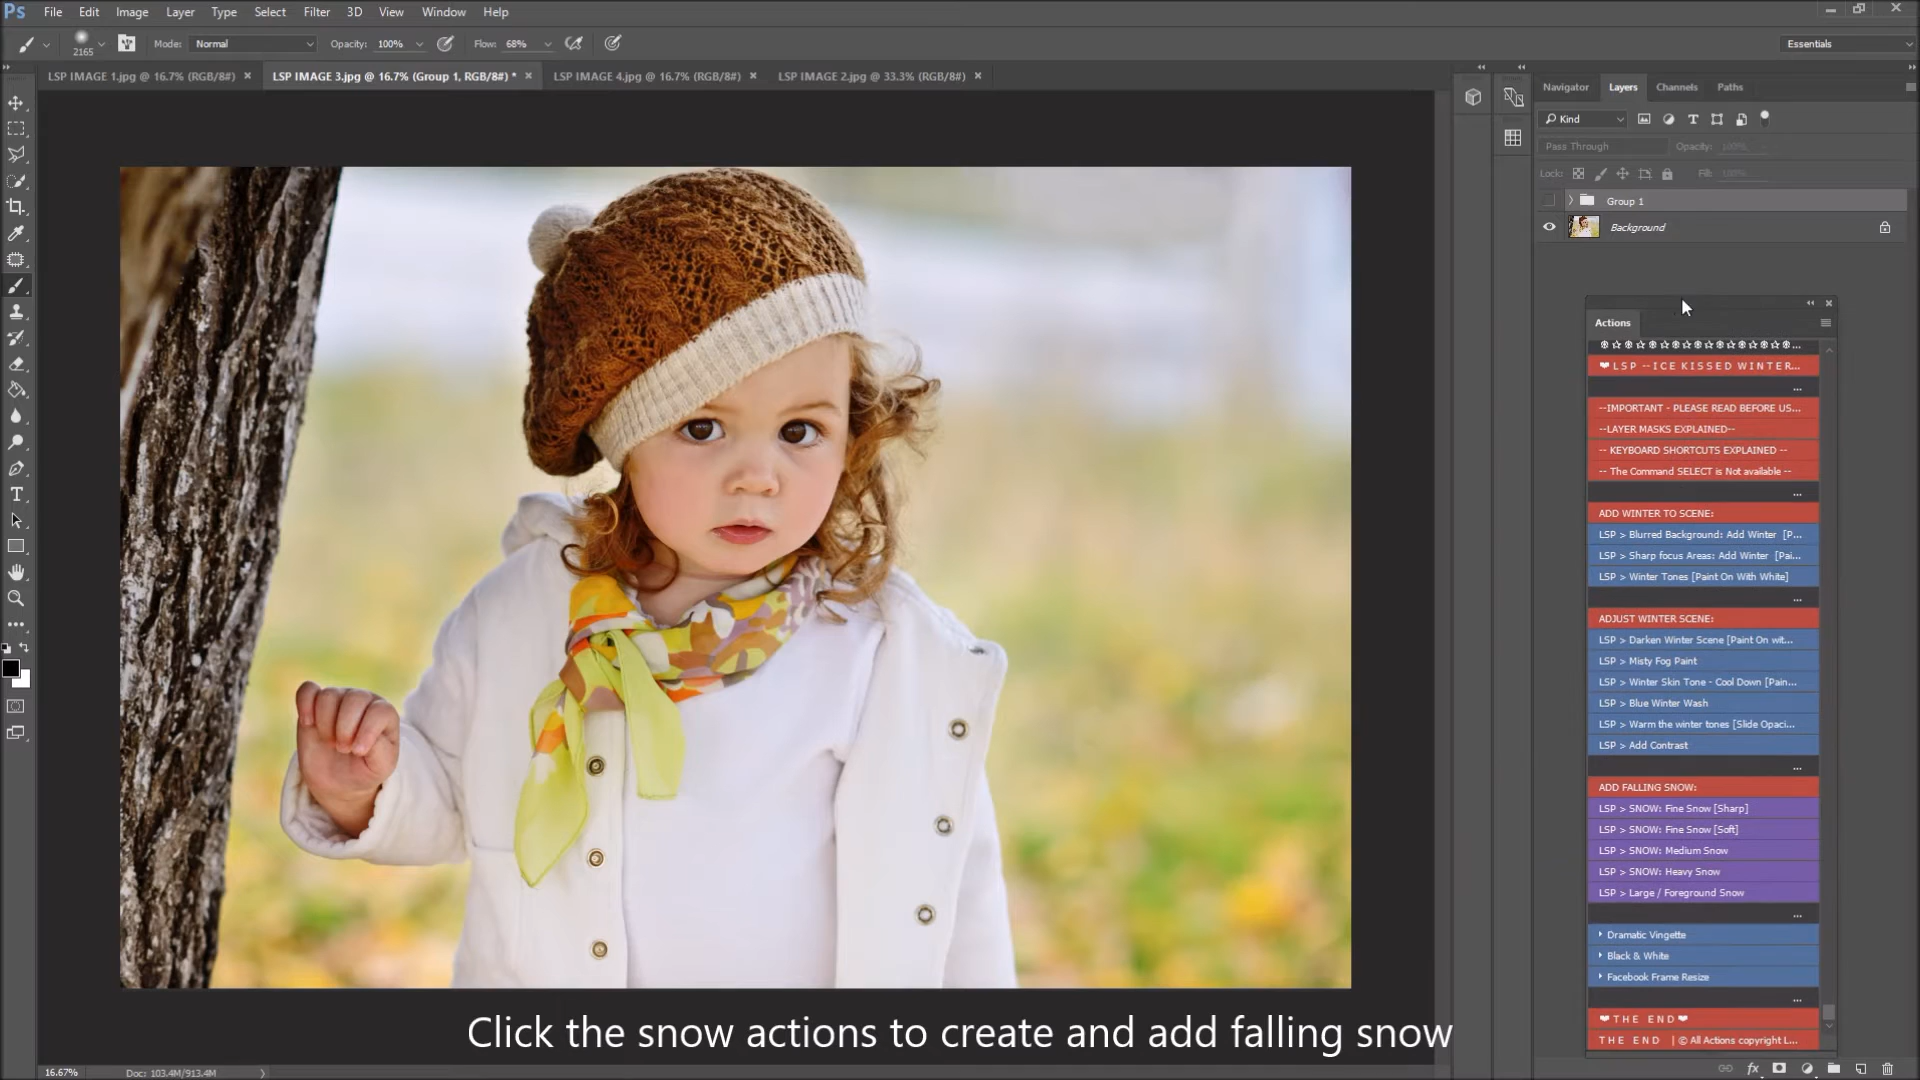 Ps File Edit Image Layer Type Select Filter 3D View Window Help
2165 Mode: Normal Opacity: 100% Flow: 68% Essentials
LSP IMAGE 1.jpg @ 16.7% (RGB/8#) × LSP IMAGE 3.jpg @ 16.7% (Group 1, RGB/8#) * × LSP IMAGE 4.jpg @ 16.7% (RGB/8#) × LSP IMAGE 2.jpg @ 33.3% (RGB/8#) ×
Navigator Layers Channels Paths
Kind
Pass Through Opacity: 100%
Lock: Fill: 100%
Group 1
Background
Actions
❤ L S P --I C E K I S S E D W I N T E R...
...
--IMPORTANT - PLEASE READ BEFORE US...
--LAYER MASKS EXPLAINED--
-- KEYBOARD SHORTCUTS EXPLAINED --
-- The Command SELECT is Not available --
...
ADD WINTER TO SCENE:
LSP > Blurred Background: Add Winter [P...
LSP > Sharp focus Areas: Add Winter [Pai...
LSP > Winter Tones [Paint On With White]
...
ADJUST WINTER SCENE:
LSP > Darken Winter Scene [Paint On wit...
LSP > Misty Fog Paint
LSP > Winter Skin Tone - Cool Down [Pain...
LSP > Blue Winter Wash
LSP > Warm the winter tones [Slide Opaci...
LSP > Add Contrast
...
ADD FALLING SNOW:
LSP > SNOW: Fine Snow [Sharp]
LSP > SNOW: Fine Snow [Soft]
LSP > SNOW: Medium Snow
LSP > SNOW: Heavy Snow
LSP > Large / Foreground Snow
...
Dramatic Vingette
Black & White
Facebook Frame Resize
...
❤ T H E E N D ❤
T H E E N D | © All Actions copyright L...
Click the snow actions to create and add falling snow
16.67% Doc: 103.4M/913.4M